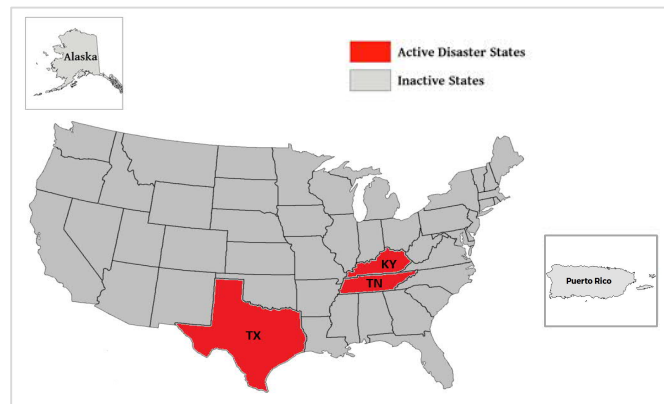 Alaska
Active Disaster States
Inactive States
KY
TN
TX
Puerto Rico